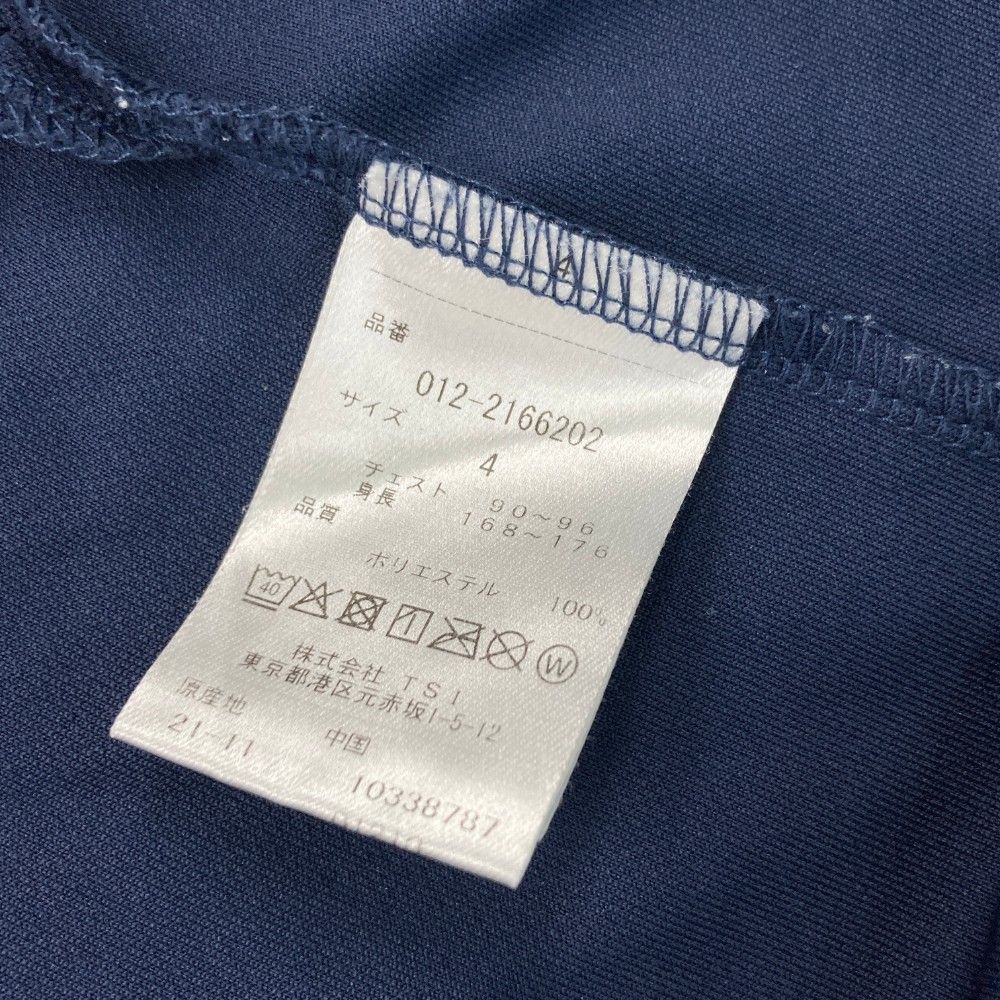 4
品番
012-2166202
サイズ
4
チェスト 90～96
身長 168～176
品質
ポリエステル 100%
40
W
株式会社 TSI
東京都港区元赤坂1-5-12
原産地 中国
21-11
10338787